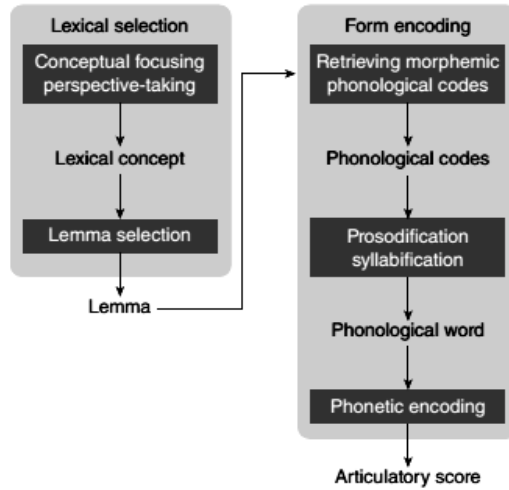 Lexical selection
Conceptual focusing
perspective-taking
Lexical concept
Lemma selection
Lemma
Form encoding
Retrieving morphemic
phonological codes
Phonological codes
Prosodification
syllabification
Phonological word
Phonetic encoding
Articulatory score